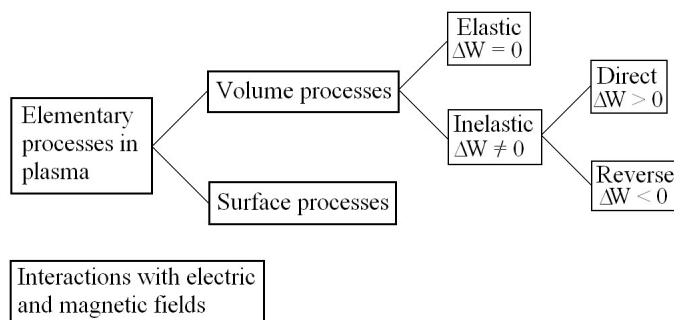 Elementary
processes in
plasma
Volume processes
Surface processes
Elastic
ΔW = 0
Inelastic
ΔW ≠ 0
Direct
ΔW > 0
Reverse
ΔW < 0
Interactions with electric
and magnetic fields